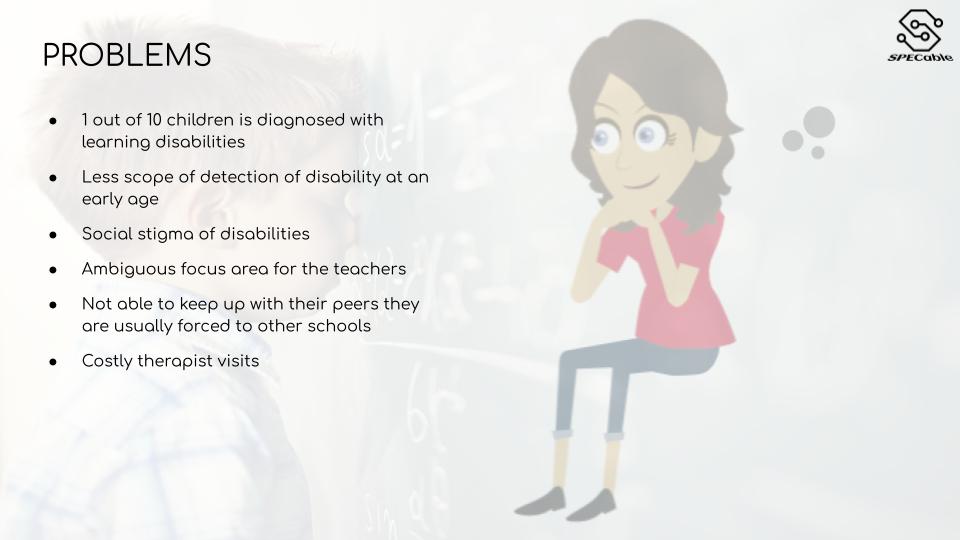 PROBLEMS
SPECable
● 1 out of 10 children is diagnosed with
learning disabilities
● Less scope of detection of disability at an
early age
● Social stigma of disabilities
● Ambiguous focus area for the teachers
● Not able to keep up with their peers they
are usually forced to other schools
● Costly therapist visits